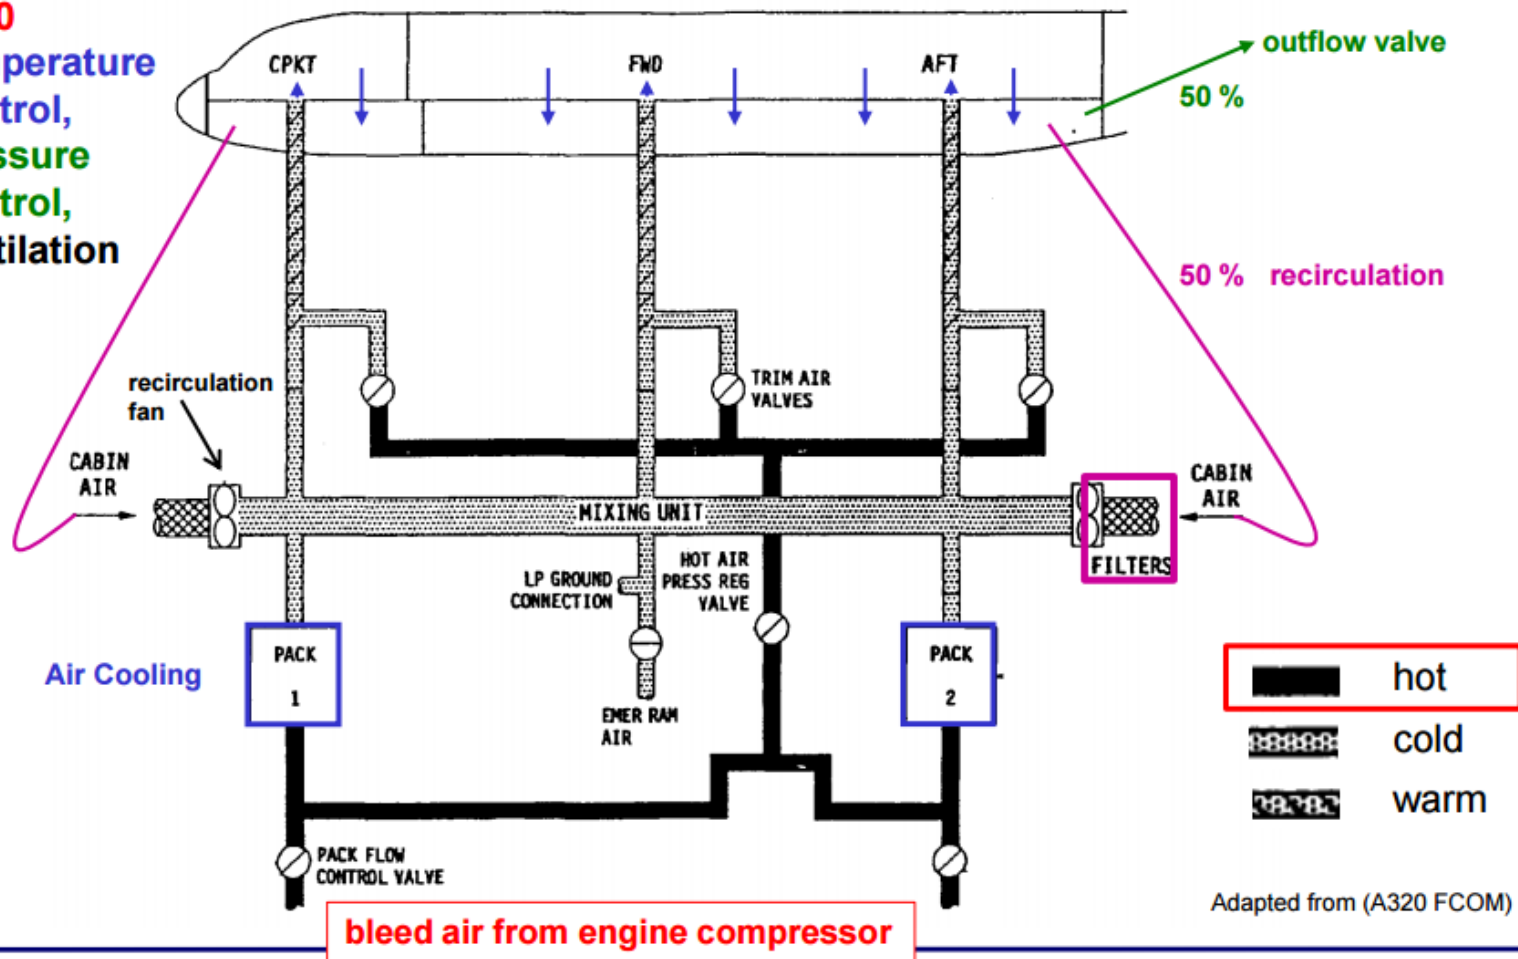 0
perature
trol,
ssure
trol,
tilation
CPKT
FWD
AFT
outflow valve
50 %
50 % recirculation
recirculation
fan
TRIM AIR
VALVES
CABIN
AIR
MIXING UNIT
CABIN
AIR
FILTERS
LP GROUND
CONNECTION
HOT AIR
PRESS REG
VALVE
Air Cooling
PACK
1
EMER RAM
AIR
PACK
2
hot
cold
warm
PACK FLOW
CONTROL VALVE
Adapted from (A320 FCOM)
bleed air from engine compressor